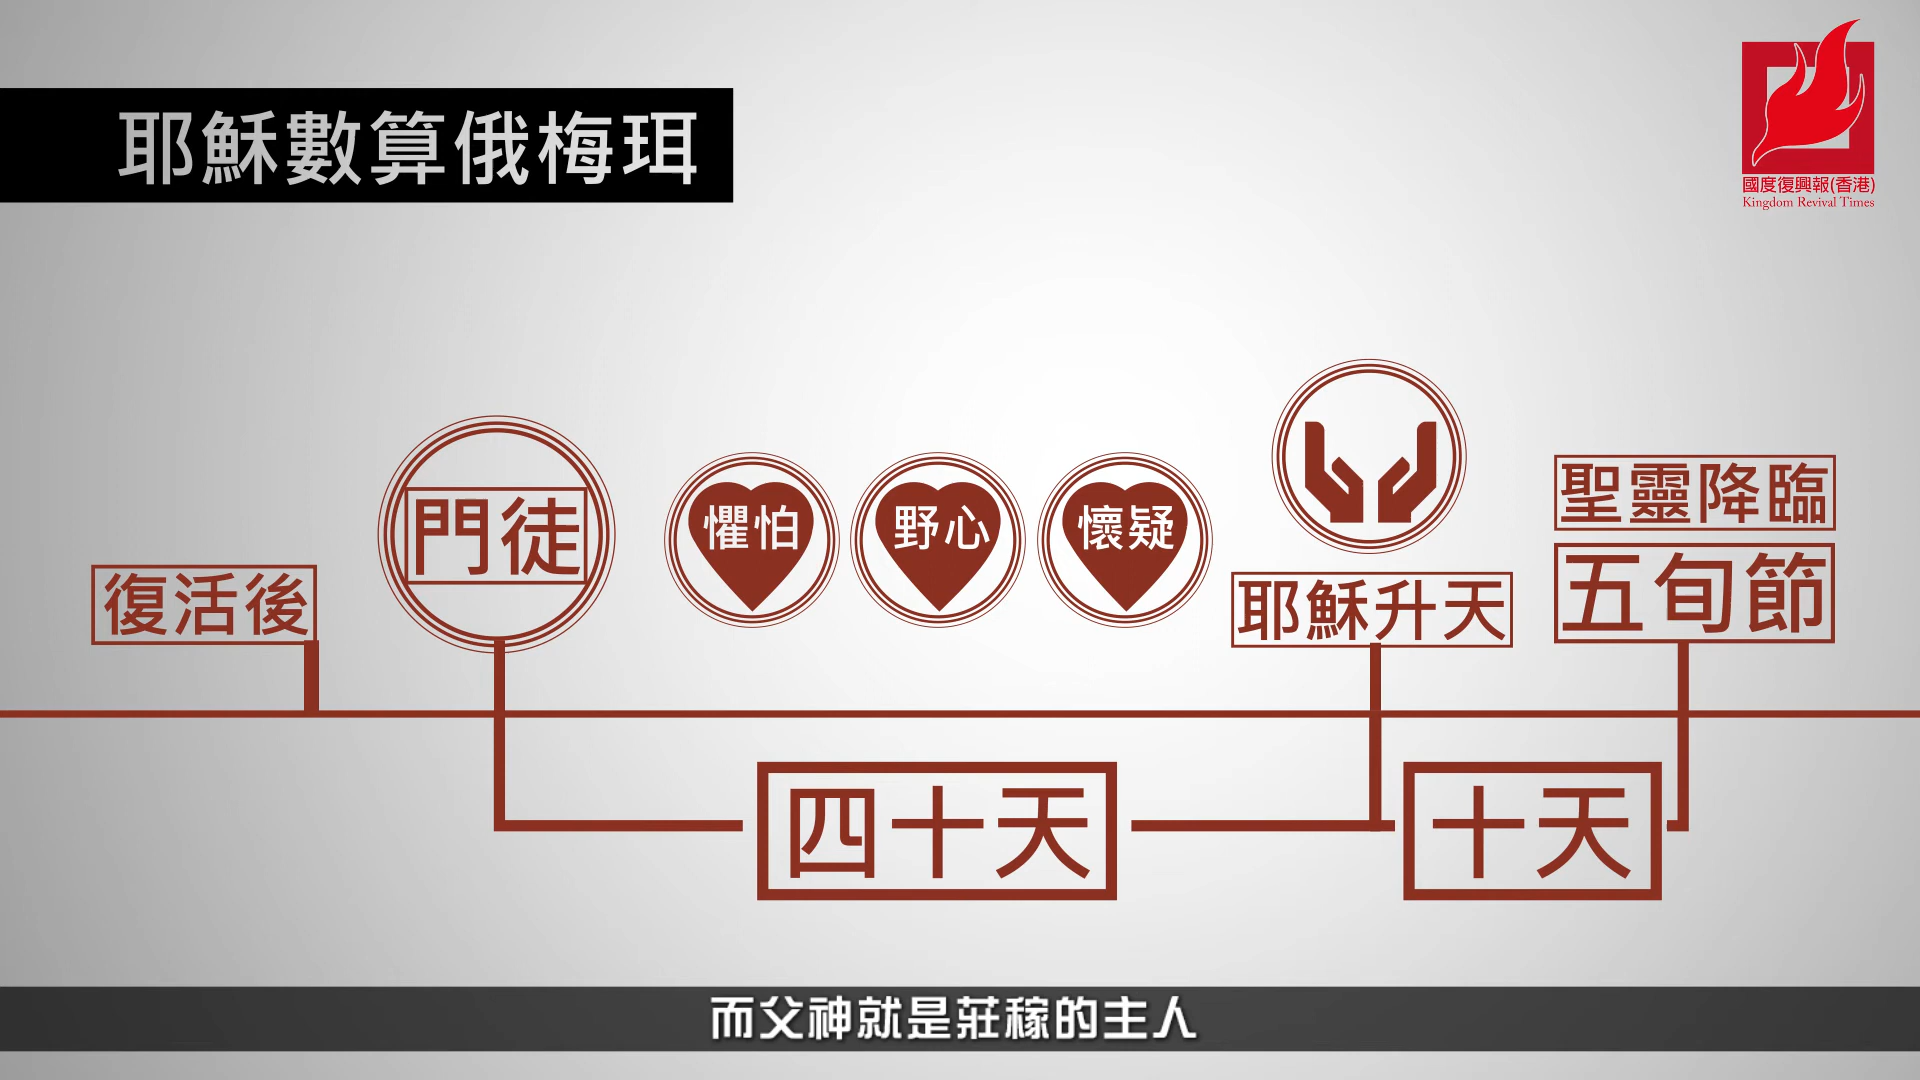 耶穌數算俄梅珥
國度復興報(香港)
Kingdom Revival Times
復活後
門徒
懼怕
野心
懷疑
耶穌升天
聖靈降臨
五旬節
四十天
十天
而父神就是莊稼的主人